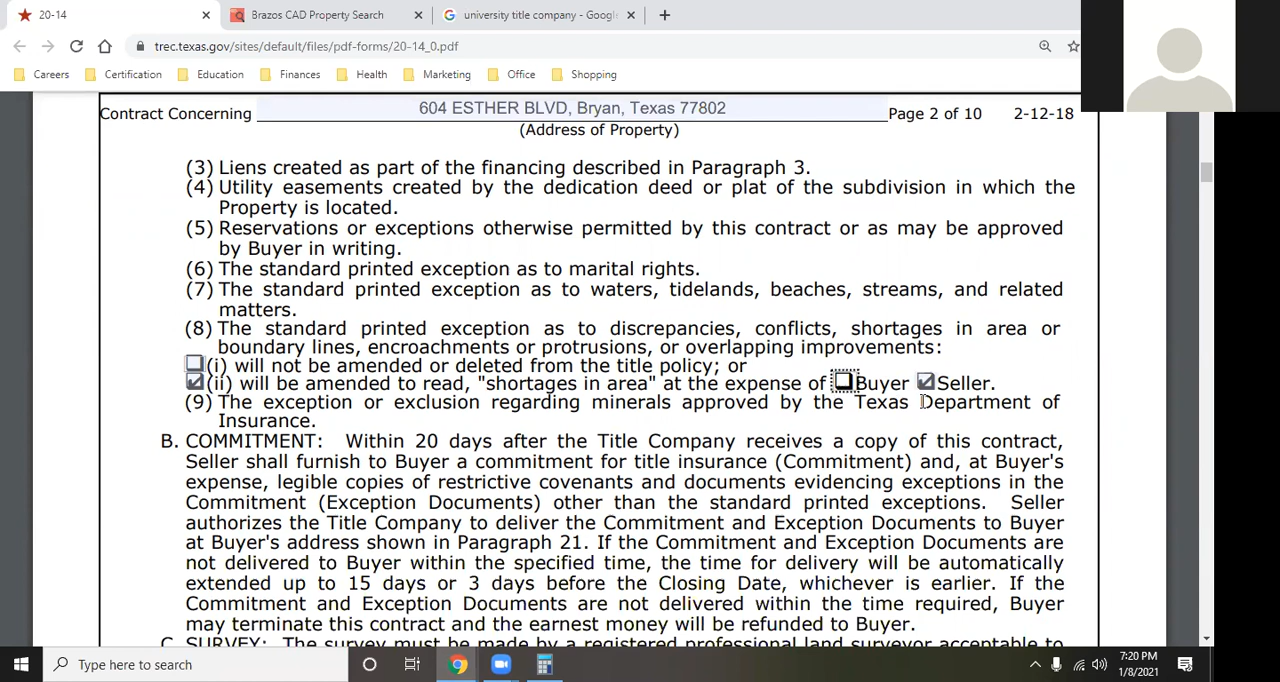 20-14
Brazos CAD Property Search
university title company - Google
trec.texas.gov/sites/default/files/pdf-forms/20-14_0.pdf
Careers Certification Education Finances Health Marketing Office Shopping
Contract Concerning 604 ESTHER BLVD, Bryan, Texas 77802 Page 2 of 10 2-12-18
(Address of Property)
(3) Liens created as part of the financing described in Paragraph 3.
(4) Utility easements created by the dedication deed or plat of the subdivision in which the
Property is located.
(5) Reservations or exceptions otherwise permitted by this contract or as may be approved
by Buyer in writing.
(6) The standard printed exception as to marital rights.
(7) The standard printed exception as to waters, tidelands, beaches, streams, and related
matters.
(8) The standard printed exception as to discrepancies, conflicts, shortages in area or
boundary lines, encroachments or protrusions, or overlapping improvements:
(i) will not be amended or deleted from the title policy; or
(ii) will be amended to read, "shortages in area" at the expense of Buyer Seller.
(9) The exception or exclusion regarding minerals approved by the Texas Department of
Insurance.
B. COMMITMENT: Within 20 days after the Title Company receives a copy of this contract,
Seller shall furnish to Buyer a commitment for title insurance (Commitment) and, at Buyer's
expense, legible copies of restrictive covenants and documents evidencing exceptions in the
Commitment (Exception Documents) other than the standard printed exceptions. Seller
authorizes the Title Company to deliver the Commitment and Exception Documents to Buyer
at Buyer's address shown in Paragraph 21. If the Commitment and Exception Documents are
not delivered to Buyer within the specified time, the time for delivery will be automatically
extended up to 15 days or 3 days before the Closing Date, whichever is earlier. If the
Commitment and Exception Documents are not delivered within the time required, Buyer
may terminate this contract and the earnest money will be refunded to Buyer.
C. SURVEY: The survey must be made by a registered professional land surveyor acceptable to
Type here to search
7:20 PM
1/8/2021